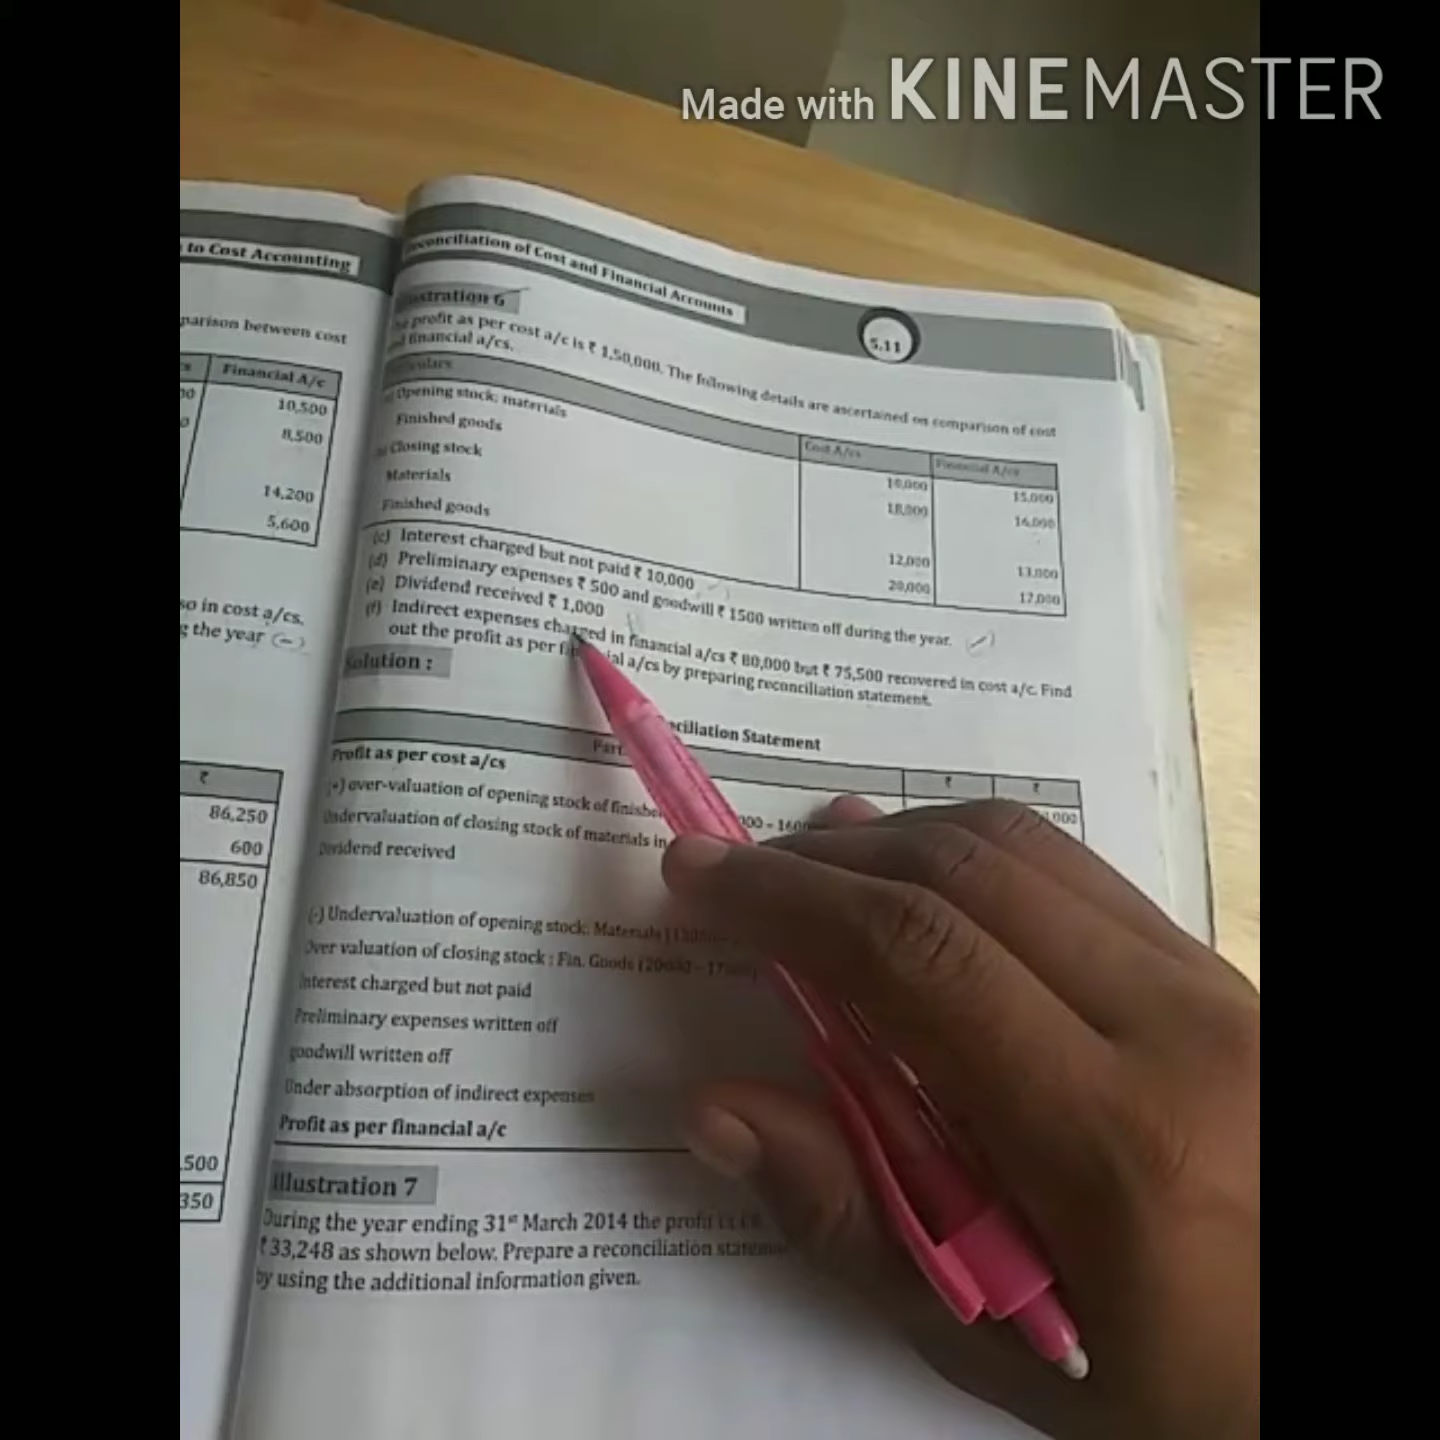 Made with KINEMASTER
to Cost Accounting
parison between cost
Financial A/c
10,500
8,500
14,200
5,600
so in cost a/cs.
g the year (-)
₹
86,250
600
86,850
500
350
Reconciliation of Cost and Financial Accounts
5.11
Illustration 6
profit as per cost a/c is ₹ 1,50,000. The following details are ascertained on comparison of cost
financial a/cs.
Cost A/cs Financial A/cs
Opening stock: materials 10,000 15,000
Finished goods 18,000 16,000
Closing stock
Materials 12,000 13,000
Finished goods 20,000 17,000
(c) Interest charged but not paid ₹ 10,000
(d) Preliminary expenses ₹ 500 and goodwill ₹ 1500 written off during the year. (-)
(e) Dividend received ₹ 1,000
(f) Indirect expenses charged in financial a/cs ₹ 80,000 but ₹ 75,500 recovered in cost a/c. Find
out the profit as per financial a/cs by preparing reconciliation statement.
Solution :
ciliation Statement
Part ₹ ₹
Profit as per cost a/cs 000
(+) over-valuation of opening stock of finished 000 - 1600
Undervaluation of closing stock of materials in
Dividend received
(-) Undervaluation of opening stock: Materials
Over valuation of closing stock : Fin. Goods (20000 - 17
Interest charged but not paid
Preliminary expenses written off
goodwill written off
Under absorption of indirect expenses
Profit as per financial a/c
Illustration 7
During the year ending 31st March 2014 the profit
₹ 33,248 as shown below. Prepare a reconciliation statem
by using the additional information given.